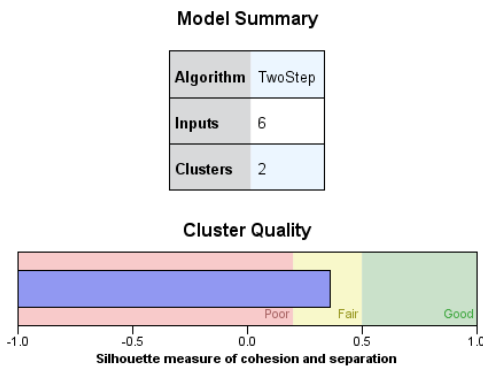 Model Summary
Algorithm TwoStep
Inputs 6
Clusters 2
Cluster Quality
Poor Fair Good
-1.0 -0.5 0.0 0.5 1.0
Silhouette measure of cohesion and separation